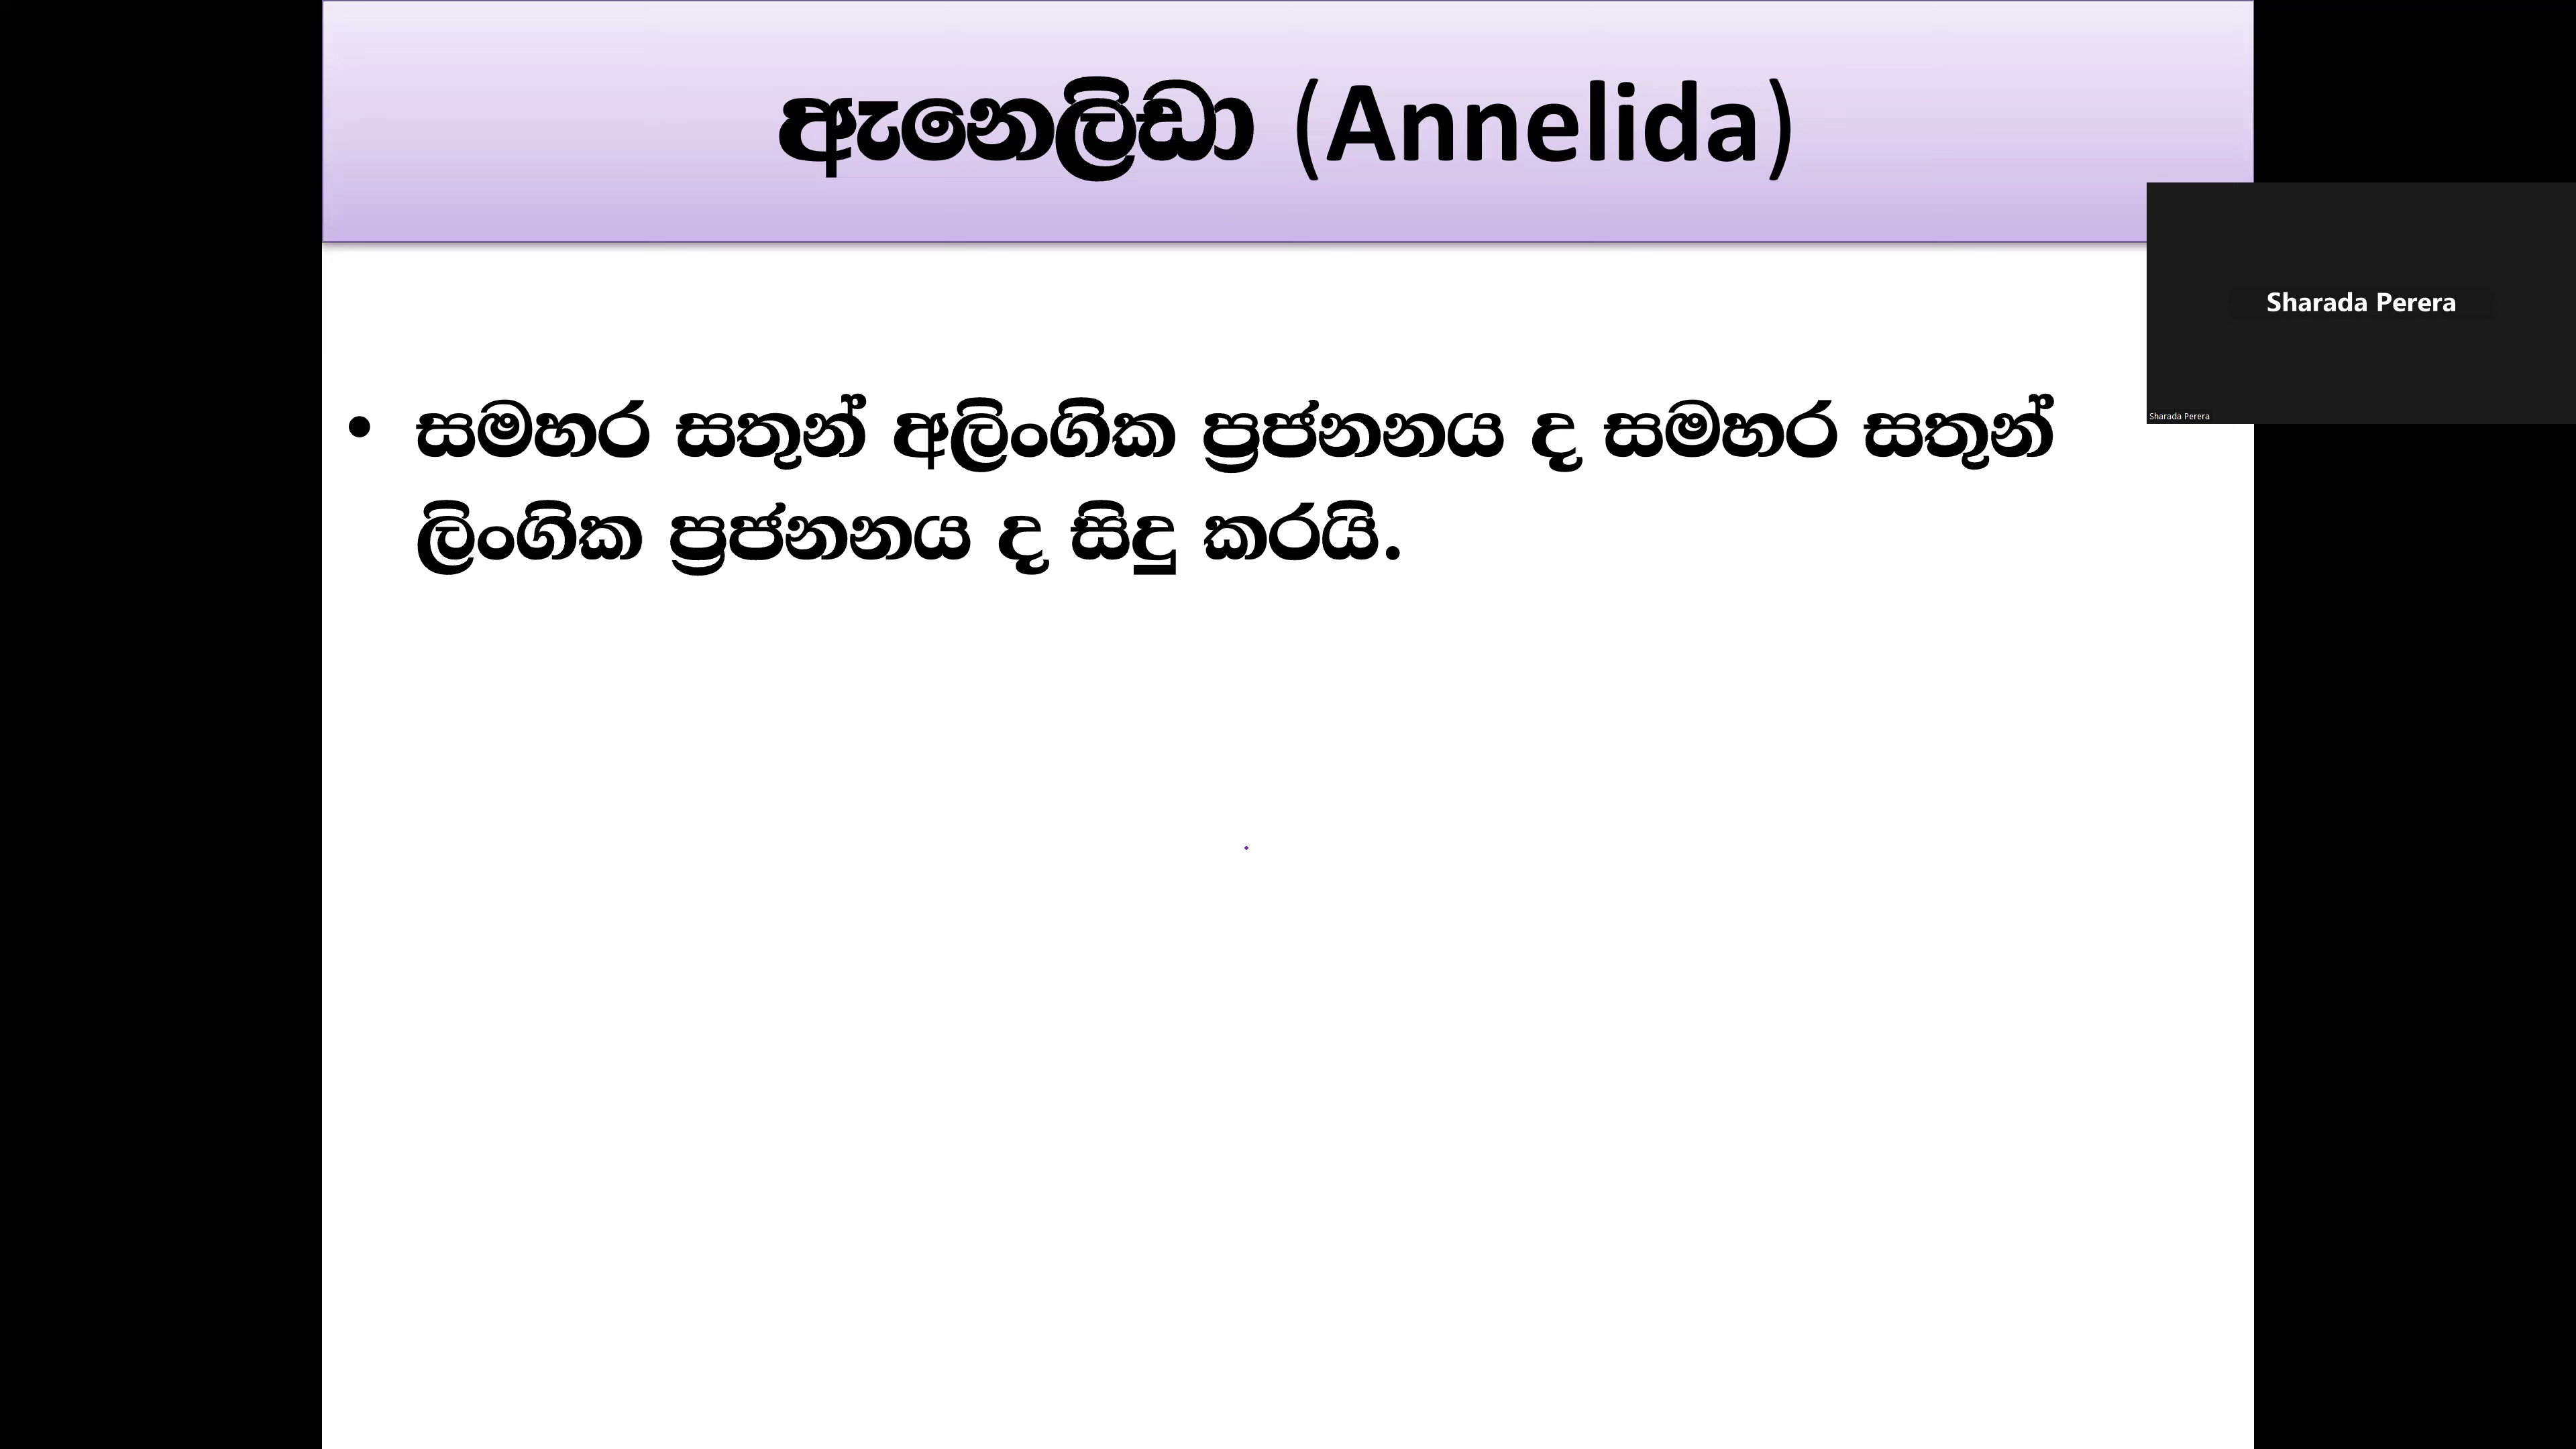 ඇනෙලිඩා (Annelida)
Sharada Perera
Sharada Perera
• සමහර සතුන් අලිංගික ප්‍රජනනය ද සමහර සතුන්
ලිංගික ප්‍රජනනය ද සිදු කරයි.